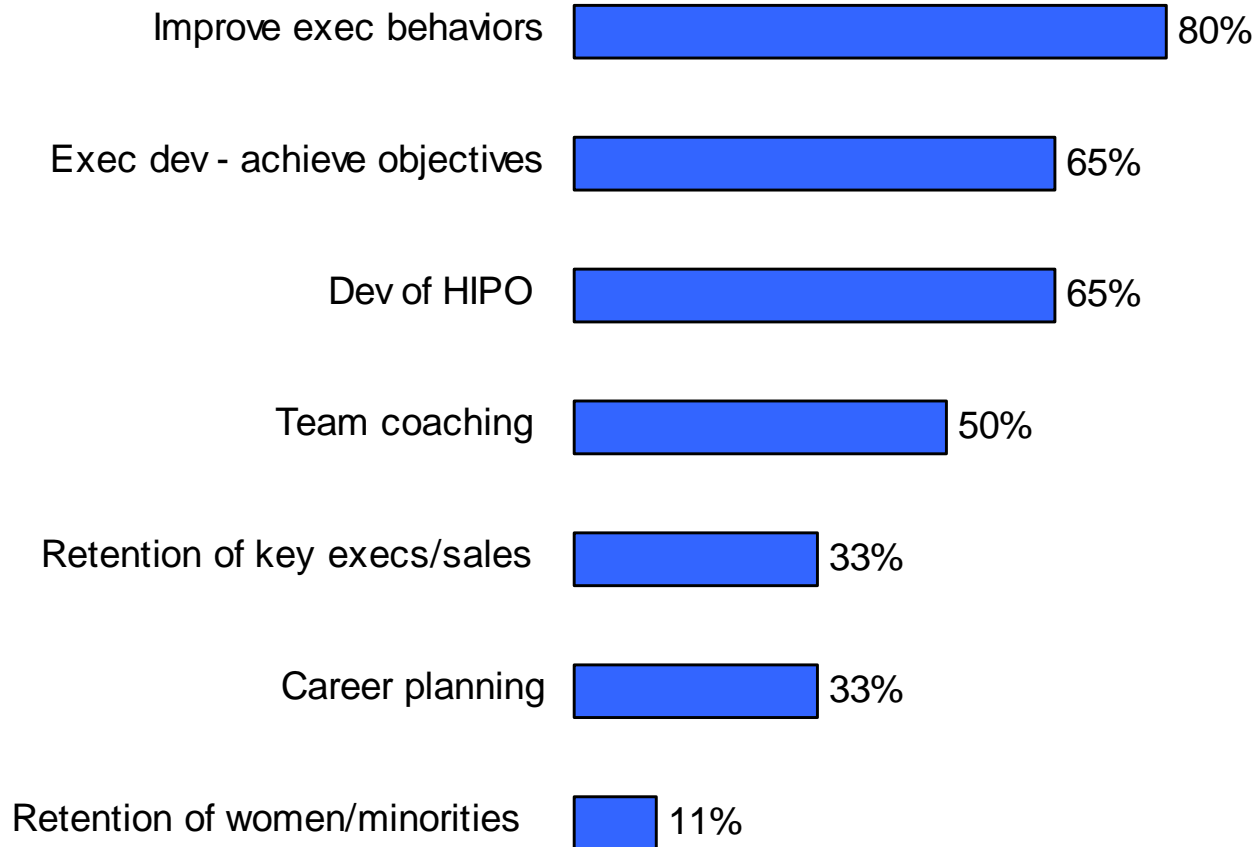 Improve exec behaviors 80%
Exec dev - achieve objectives 65%
Dev of HIPO 65%
Team coaching 50%
Retention of key execs/sales 33%
Career planning 33%
Retention of women/minorities 11%